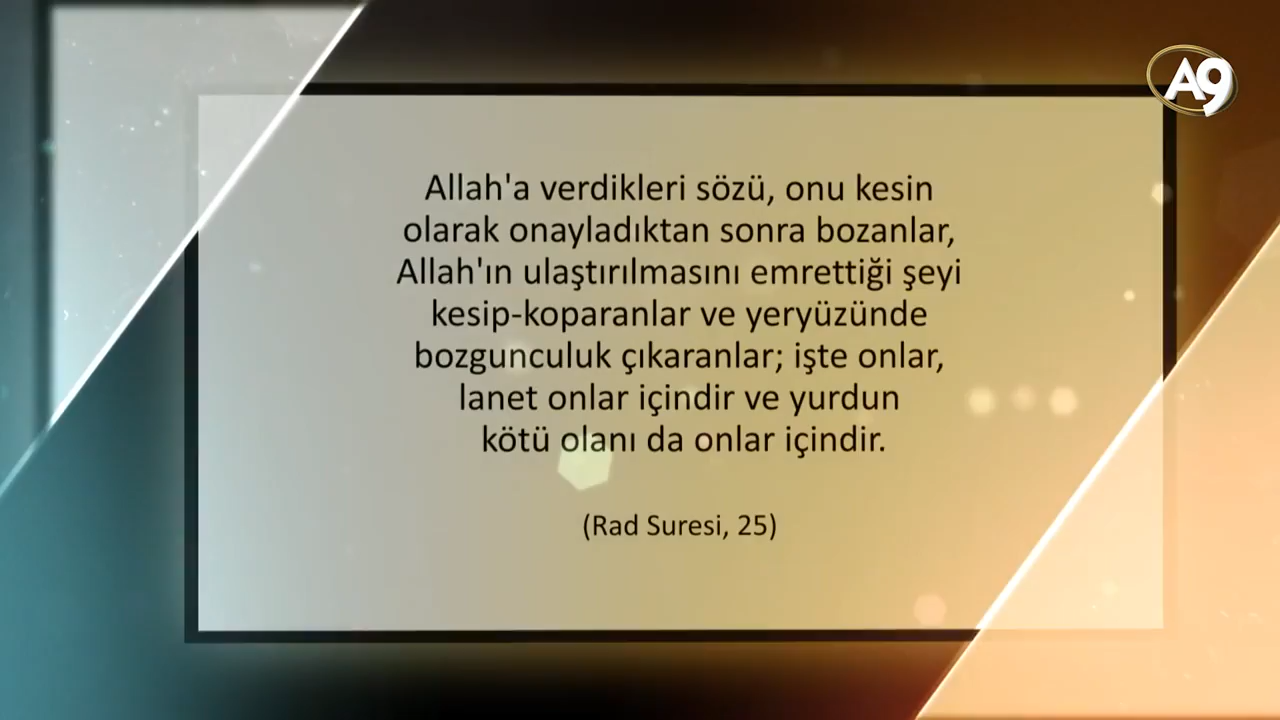 A9
Allah'a verdikleri sözü, onu kesin
olarak onayladıktan sonra bozanlar,
Allah'ın ulaştırılmasını emrettiği şeyi
kesip-koparanlar ve yeryüzünde
bozgunculuk çıkaranlar; işte onlar,
lanet onlar içindir ve yurdun
kötü olanı da onlar içindir.
(Rad Suresi, 25)